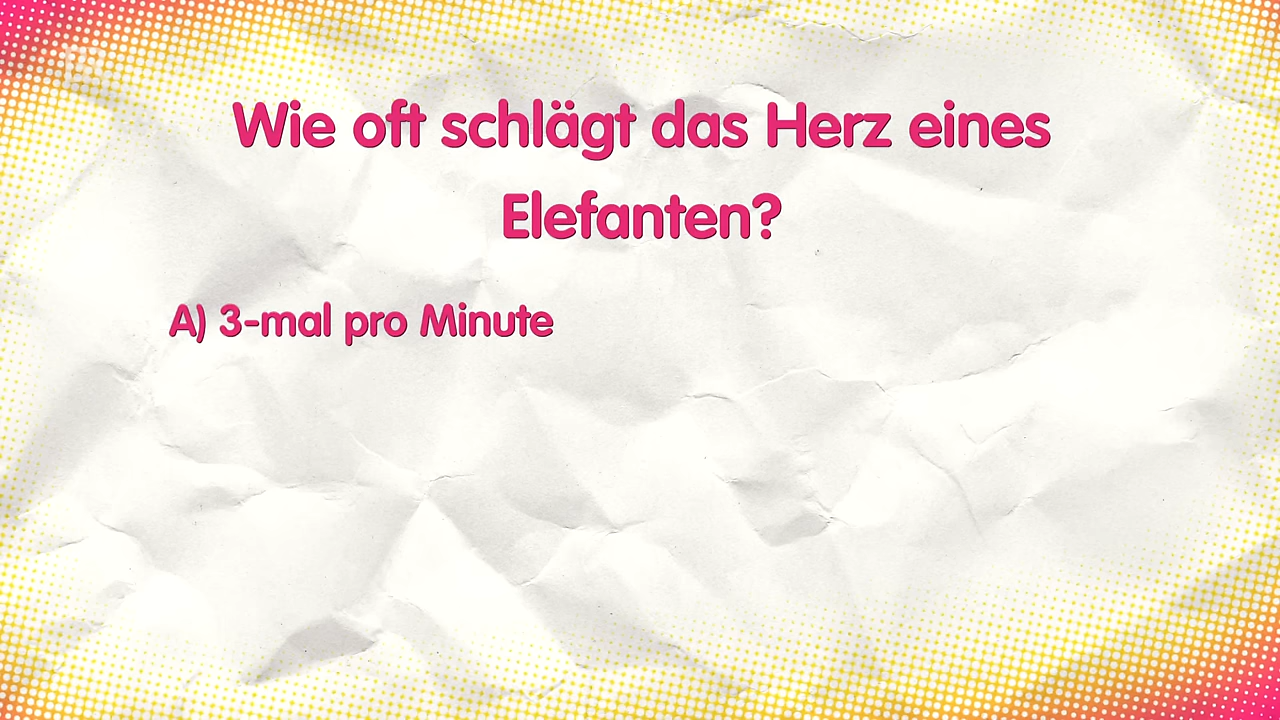 Wie oft schlägt das Herz eines
Elefanten?
A) 3-mal pro Minute